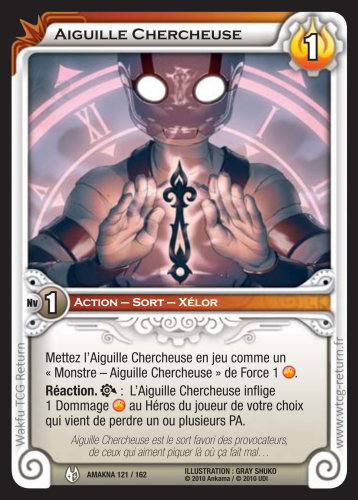 Aiguille Chercheuse
1
XI
Nv 1
Action – Sort – Xélor
Mettez l'Aiguille Chercheuse en jeu comme un
« Monstre – Aiguille Chercheuse » de Force 1 .
Réaction. : L'Aiguille Chercheuse inflige
1 Dommage au Héros du joueur de votre choix
qui vient de perdre un ou plusieurs PA.
Aiguille Chercheuse est le sort favori des provocateurs,
de ceux qui aiment piquer là où ça fait mal…
AMAKNA 121 / 162
ILLUSTRATION : GRAY SHUKO
© 2010 Ankama / © 2010 UDI
Wakfu TCG Return
www.wtcg-return.fr